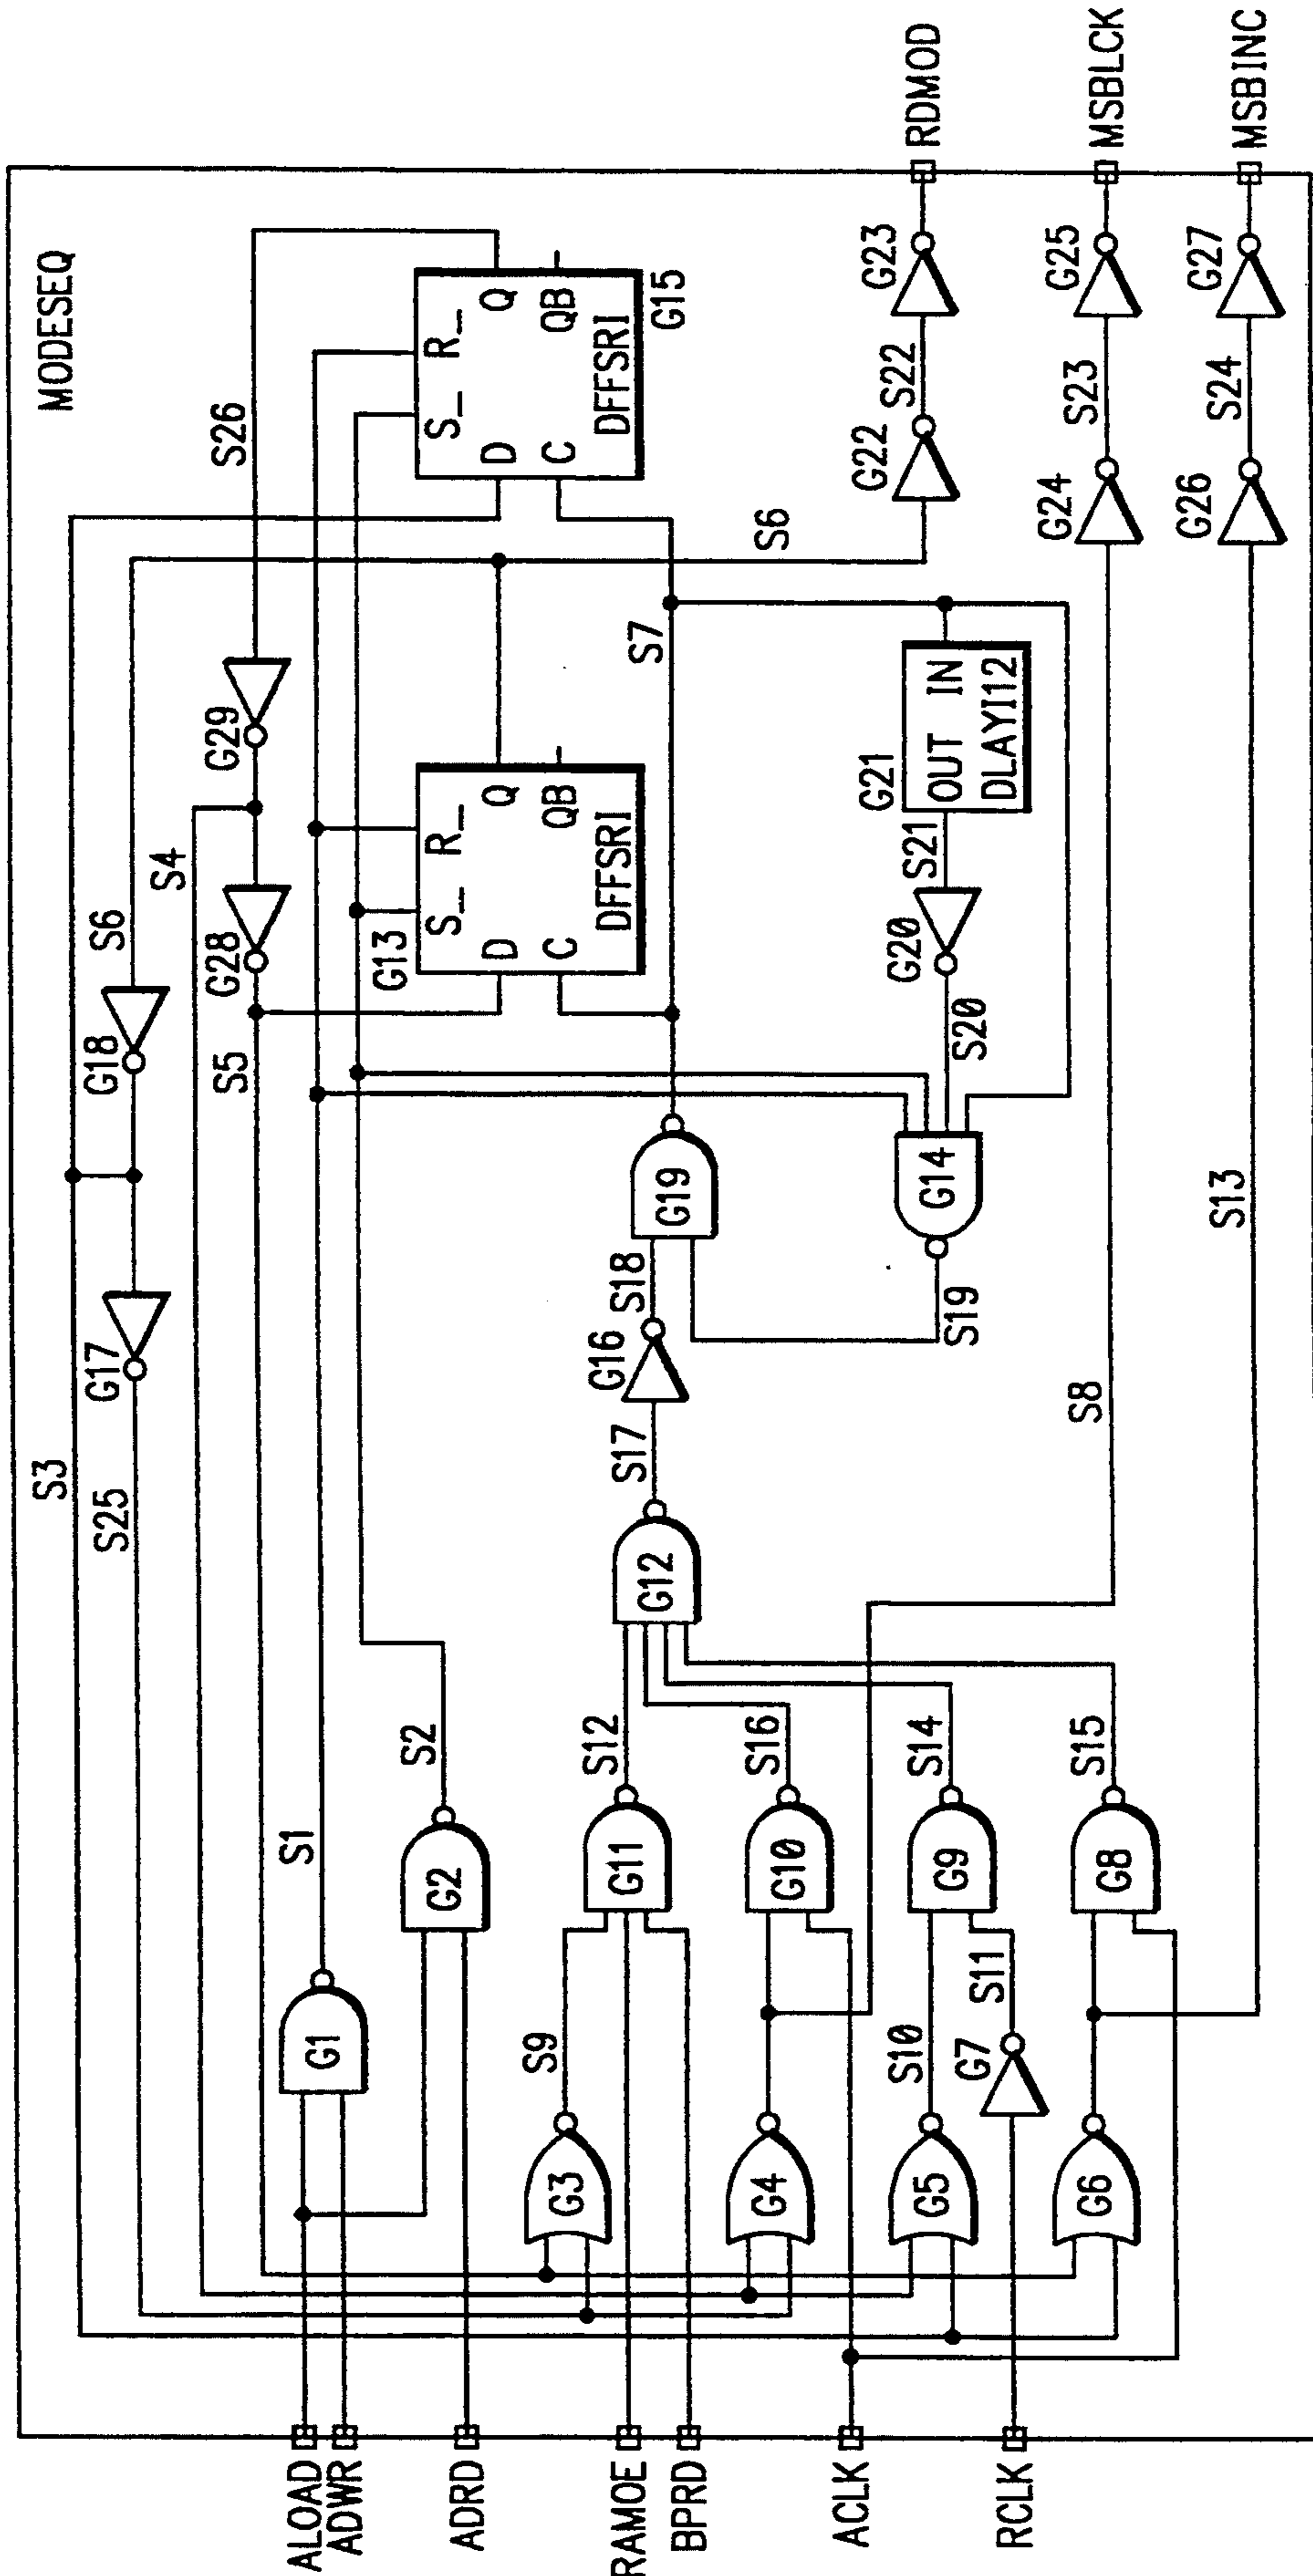 MODESEQ
S3
S25
G17
G18
S6
S4
S5
G28
G29
S26
S1
G1
S2
G2
G13
S_ R_
D Q
C QB
DFFSRI
S_ R_
D Q
C QB
DFFSRI
G15
S7
S6
G3
S9
G11
S12
G4
G10
S16
G5
S10
G9
S14
G7
S11
G6
G8
S15
G12
S17
G16
S18
G19
S19
G14
S20
G20
S21
G21
OUT IN
DLAYI12
S8
S13
G22
S22
G23
G24
S23
G25
G26
S24
G27
ALOAD
ADWR
ADRD
RAMOE
BPRD
ACLK
RCLK
RDMOD
MSBLCK
MSBINC